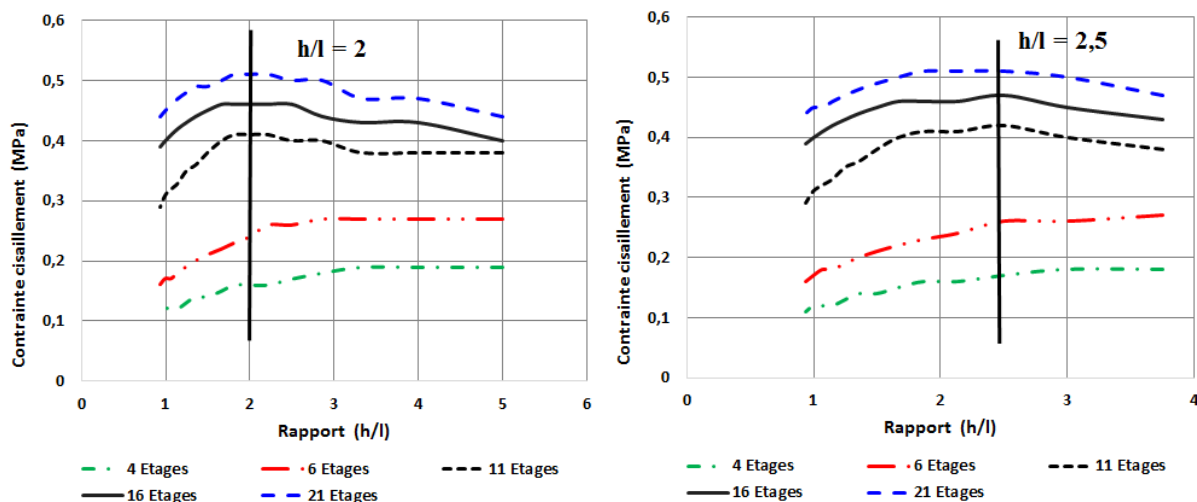 0,6
0,5
0,4
0,3
0,2
0,1
0
Contrainte cisaillement (MPa)
h/l = 2
0 1 2 3 4 5 6
Rapport (h/l)
4 Etages 6 Etages 11 Etages
16 Etages 21 Etages
0,6
0,5
0,4
0,3
0,2
0,1
0
Contrainte cisaillement (MPa)
h/l = 2,5
0 1 2 3 4
Rapport (h/l)
4 Etages 6 Etages 11 Etages
16 Etages 21 Etages